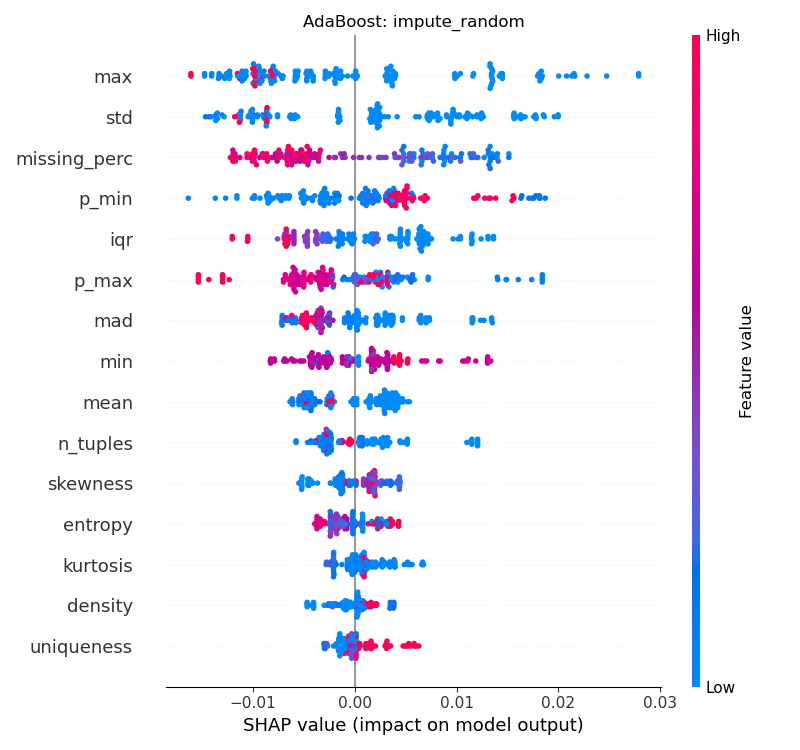 AdaBoost: impute_random
High
max
std
missing_perc
p_min
iqr
p_max
mad
min
mean
n_tuples
skewness
entropy
kurtosis
density
uniqueness
Feature value
Low
−0.01 0.00 0.01 0.02 0.03
SHAP value (impact on model output)